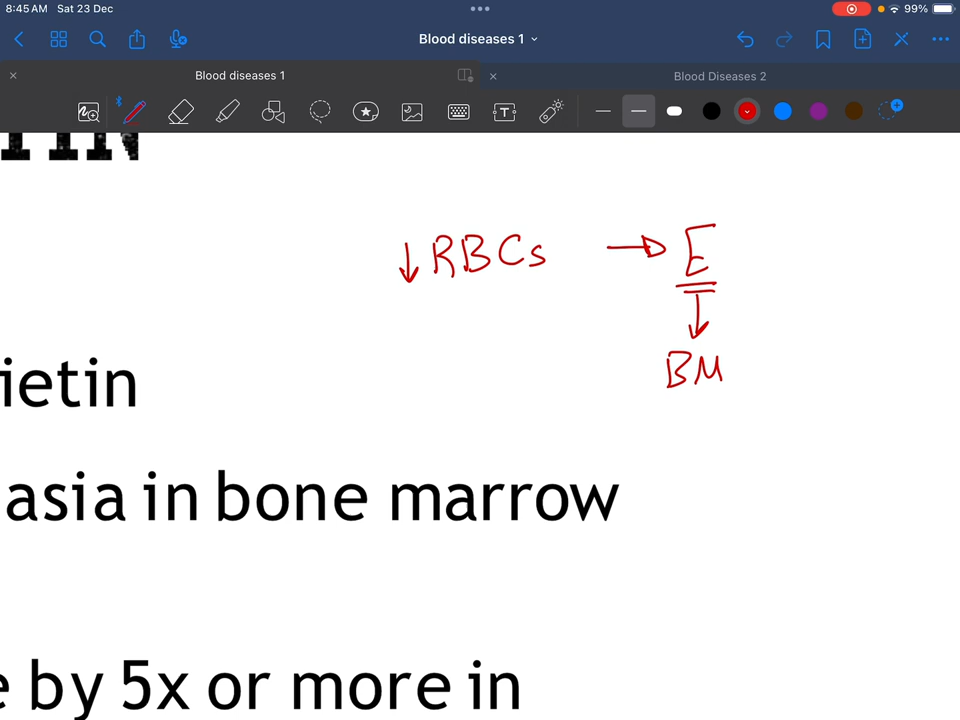 8:45 AM Sat 23 Dec 99%
Blood diseases 1
Blood diseases 1 Blood Diseases 2
↓ RBCs → E
↓
BM
ietin
asia in bone marrow
e by 5x or more in